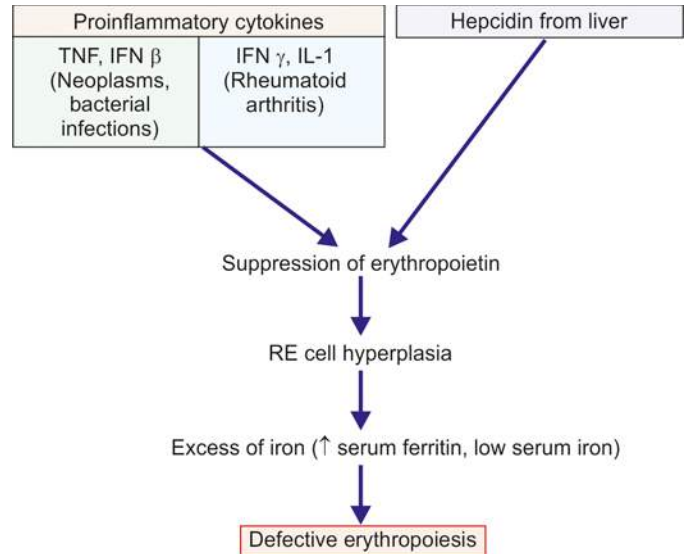 Proinflammatory cytokines
Hepcidin from liver
TNF, IFN β
(Neoplasms,
bacterial
infections)
IFN γ, IL-1
(Rheumatoid
arthritis)
Suppression of erythropoietin
RE cell hyperplasia
Excess of iron (↑ serum ferritin, low serum iron)
Defective erythropoiesis